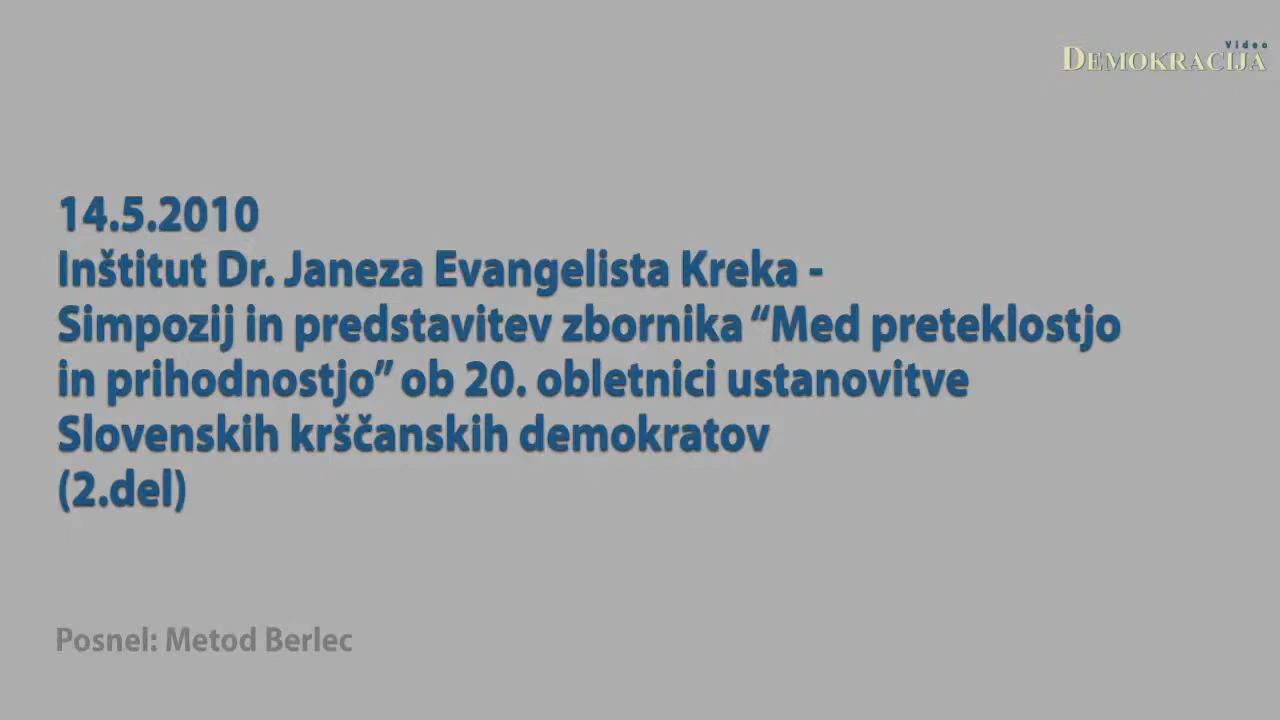 Video
DEMOKRACIJA
14.5.2010
Inštitut Dr. Janeza Evangelista Kreka -
Simpozij in predstavitev zbornika “Med preteklostjo
in prihodnostjo” ob 20. obletnici ustanovitve
Slovenskih krščanskih demokratov
(2.del)
Posnel: Metod Berlec